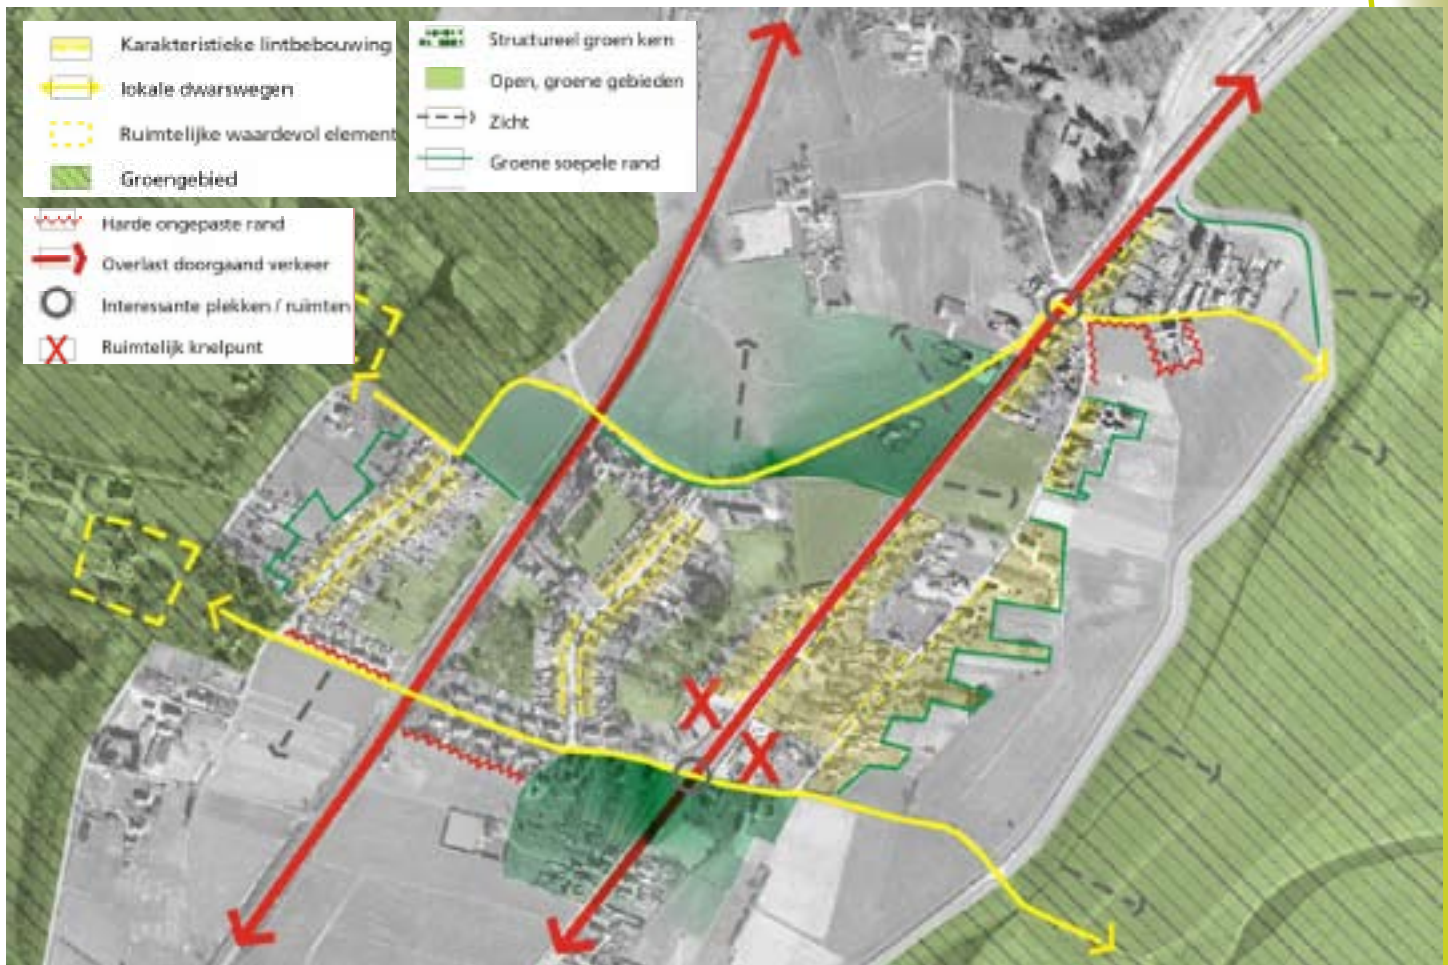 Karakteristieke lintbebouwing
lokale dwarswegen
Ruimtelijke waardevol element
Groengebied
Harde ongepaste rand
Overlast doorgaand verkeer
Interessante plekken / ruimten
Ruimtelijk knelpunt
Structureel groen kern
Open, groene gebieden
Zicht
Groene soepele rand